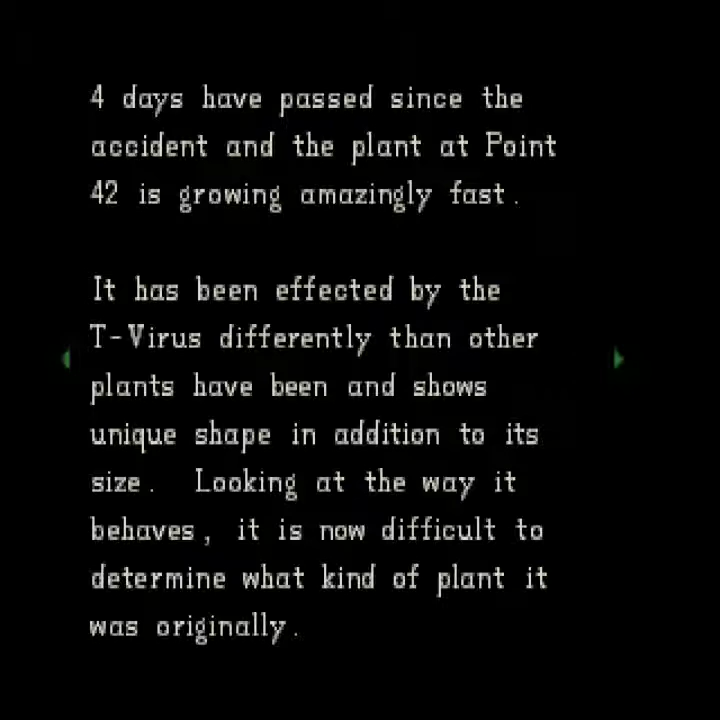 4 days have passed since the
accident and the plant at Point
42 is growing amazingly fast.
It has been effected by the
T-Virus differently than other
plants have been and shows
unique shape in addition to its
size. Looking at the way it
behaves, it is now difficult to
determine what kind of plant it
was originally.